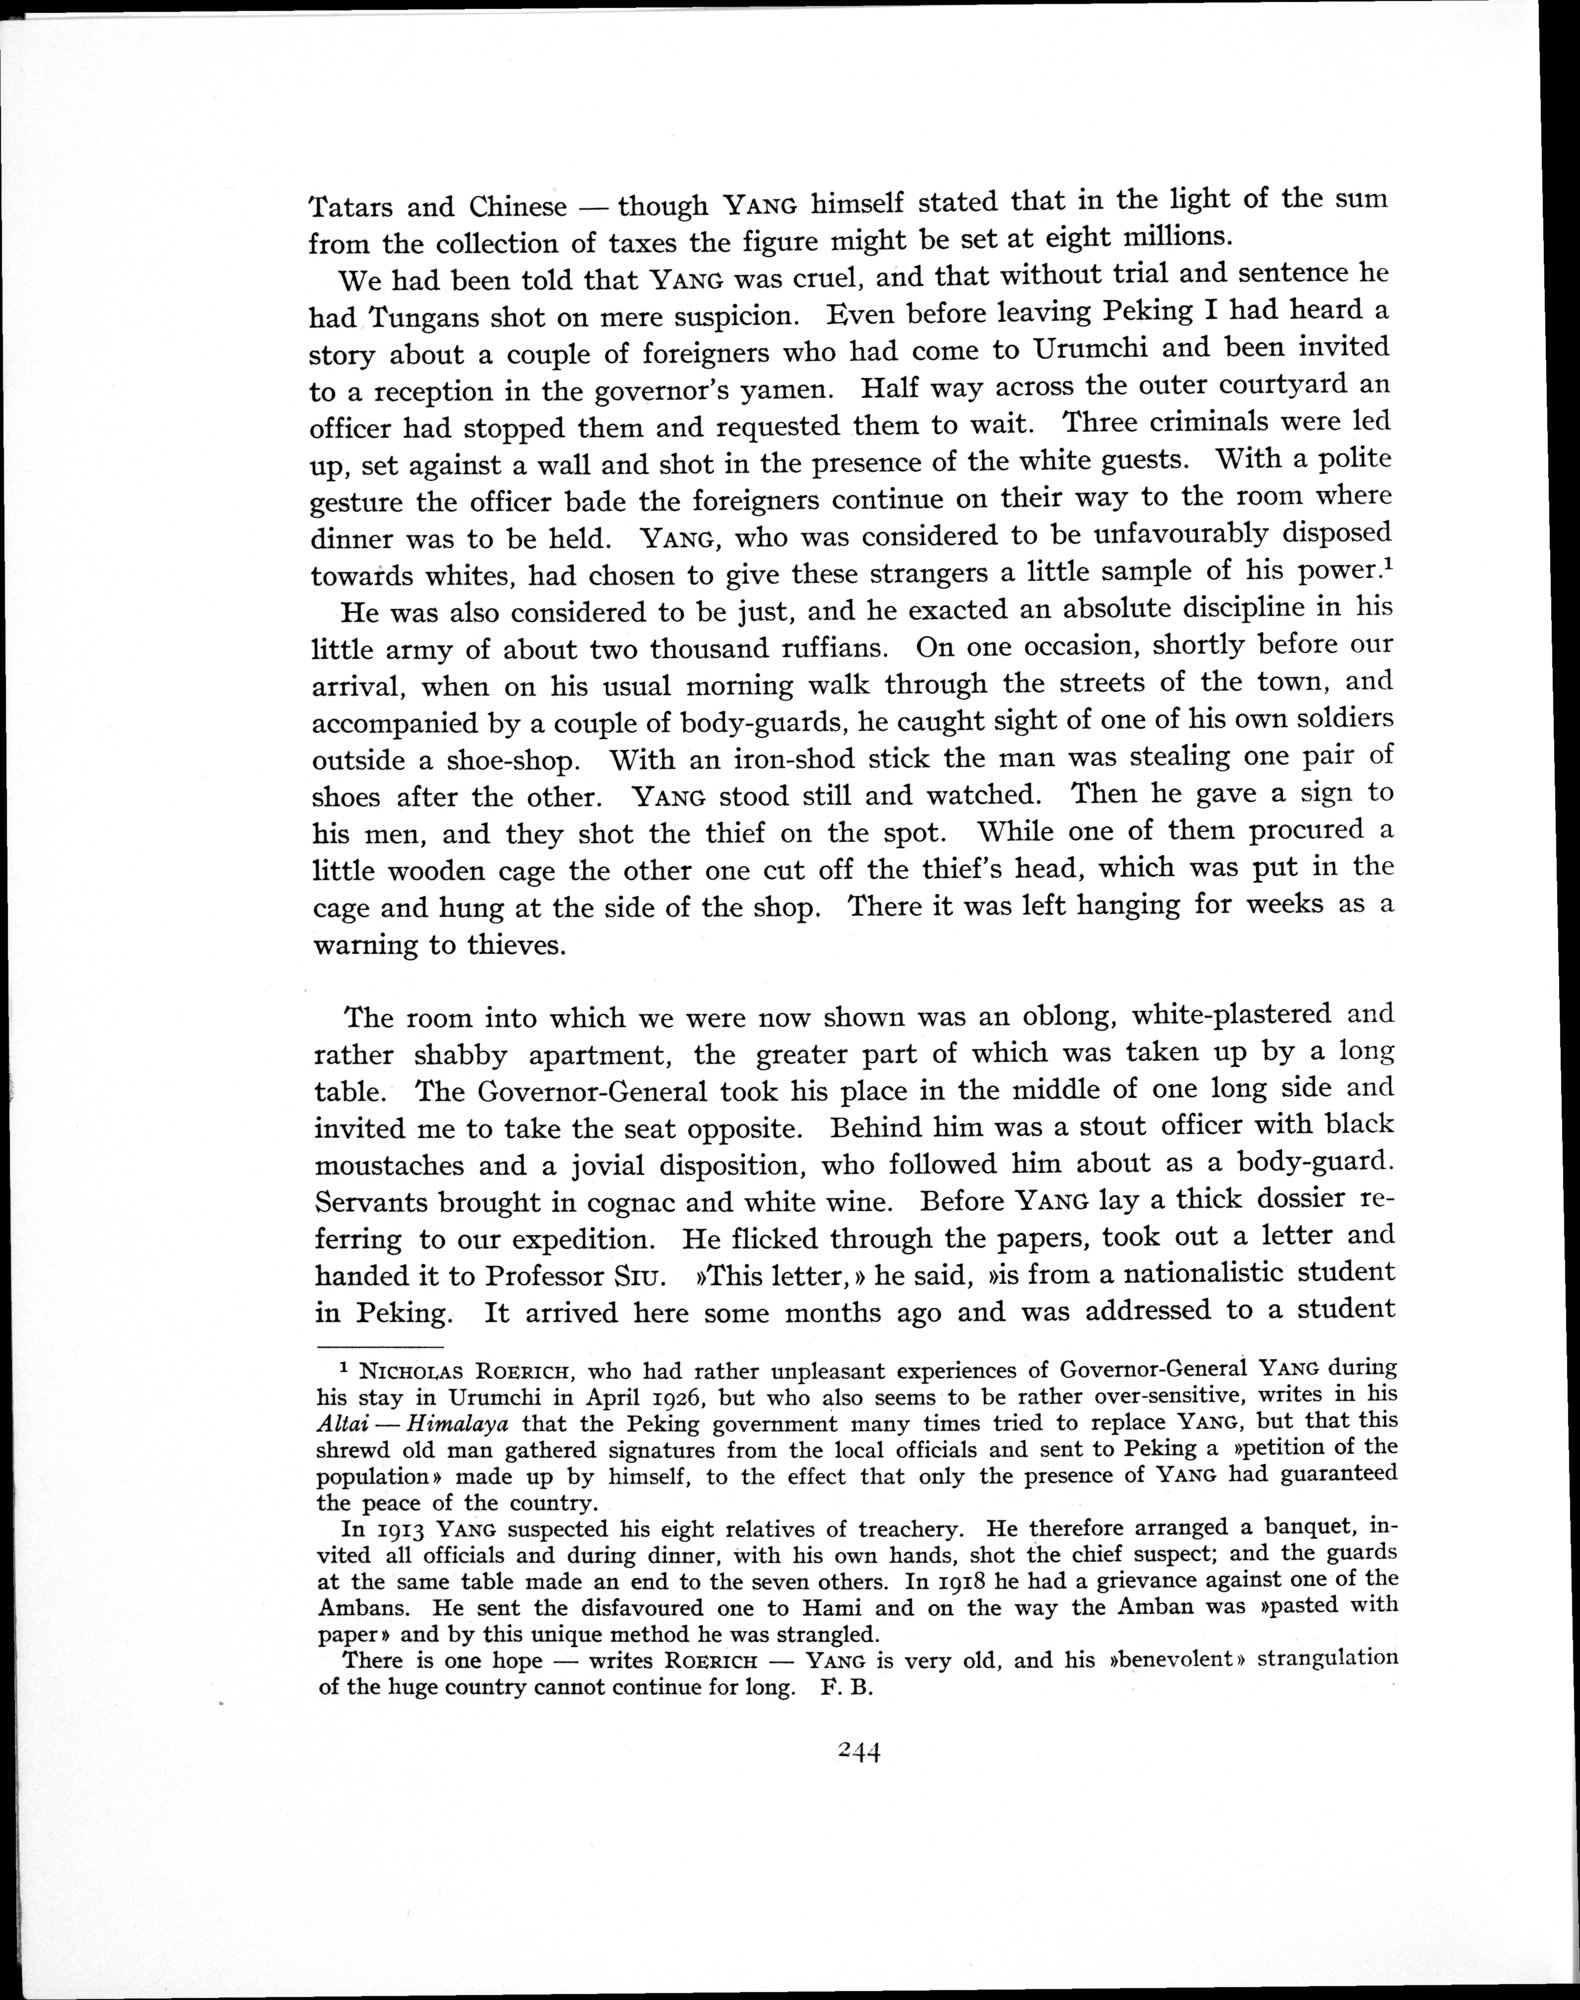 Tatars and Chinese — though YANG himself stated that in the light of the sum
from the collection of taxes the figure might be set at eight millions.
We had been told that YANG was cruel, and that without trial and sentence he
had Tungans shot on mere suspicion. Even before leaving Peking I had heard a
story about a couple of foreigners who had come to Urumchi and been invited
to a reception in the governor's yamen. Half way across the outer courtyard an
officer had stopped them and requested them to wait. Three criminals were led
up, set against a wall and shot in the presence of the white guests. With a polite
gesture the officer bade the foreigners continue on their way to the room where
dinner was to be held. YANG, who was considered to be unfavourably disposed
towards whites, had chosen to give these strangers a little sample of his power.¹
He was also considered to be just, and he exacted an absolute discipline in his
little army of about two thousand ruffians. On one occasion, shortly before our
arrival, when on his usual morning walk through the streets of the town, and
accompanied by a couple of body-guards, he caught sight of one of his own soldiers
outside a shoe-shop. With an iron-shod stick the man was stealing one pair of
shoes after the other. YANG stood still and watched. Then he gave a sign to
his men, and they shot the thief on the spot. While one of them procured a
little wooden cage the other one cut off the thief's head, which was put in the
cage and hung at the side of the shop. There it was left hanging for weeks as a
warning to thieves.
The room into which we were now shown was an oblong, white-plastered and
rather shabby apartment, the greater part of which was taken up by a long
table. The Governor-General took his place in the middle of one long side and
invited me to take the seat opposite. Behind him was a stout officer with black
moustaches and a jovial disposition, who followed him about as a body-guard.
Servants brought in cognac and white wine. Before YANG lay a thick dossier re-
ferring to our expedition. He flicked through the papers, took out a letter and
handed it to Professor SIU. »This letter,» he said, »is from a nationalistic student
in Peking. It arrived here some months ago and was addressed to a student
¹ NICHOLAS ROERICH, who had rather unpleasant experiences of Governor-General YANG during
his stay in Urumchi in April 1926, but who also seems to be rather over-sensitive, writes in his
Altai — Himalaya that the Peking government many times tried to replace YANG, but that this
shrewd old man gathered signatures from the local officials and sent to Peking a »petition of the
population» made up by himself, to the effect that only the presence of YANG had guaranteed
the peace of the country.
In 1913 YANG suspected his eight relatives of treachery. He therefore arranged a banquet, in-
vited all officials and during dinner, with his own hands, shot the chief suspect; and the guards
at the same table made an end to the seven others. In 1918 he had a grievance against one of the
Ambans. He sent the disfavoured one to Hami and on the way the Amban was »pasted with
paper» and by this unique method he was strangled.
There is one hope — writes ROERICH — YANG is very old, and his »benevolent» strangulation
of the huge country cannot continue for long. F. B.
244